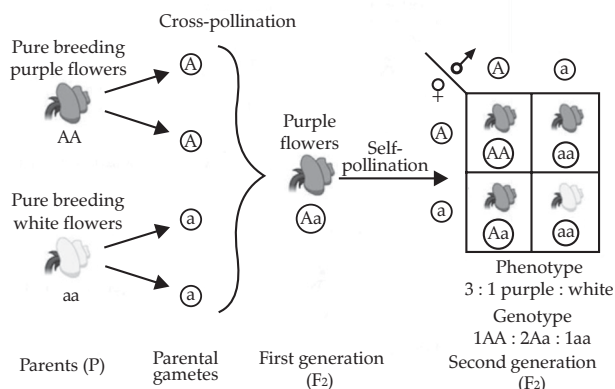 Cross-pollination
Pure breeding
purple flowers
AA
A
A
Pure breeding
white flowers
aa
a
a
Purple
flowers
Aa
Self-
pollination
♂
♀
A
a
A
a
AA
aa
Aa
aa
Phenotype
3 : 1 purple : white
Genotype
1AA : 2Aa : 1aa
Parents (P)
Parental
gametes
First generation
(F2)
Second generation
(F2)